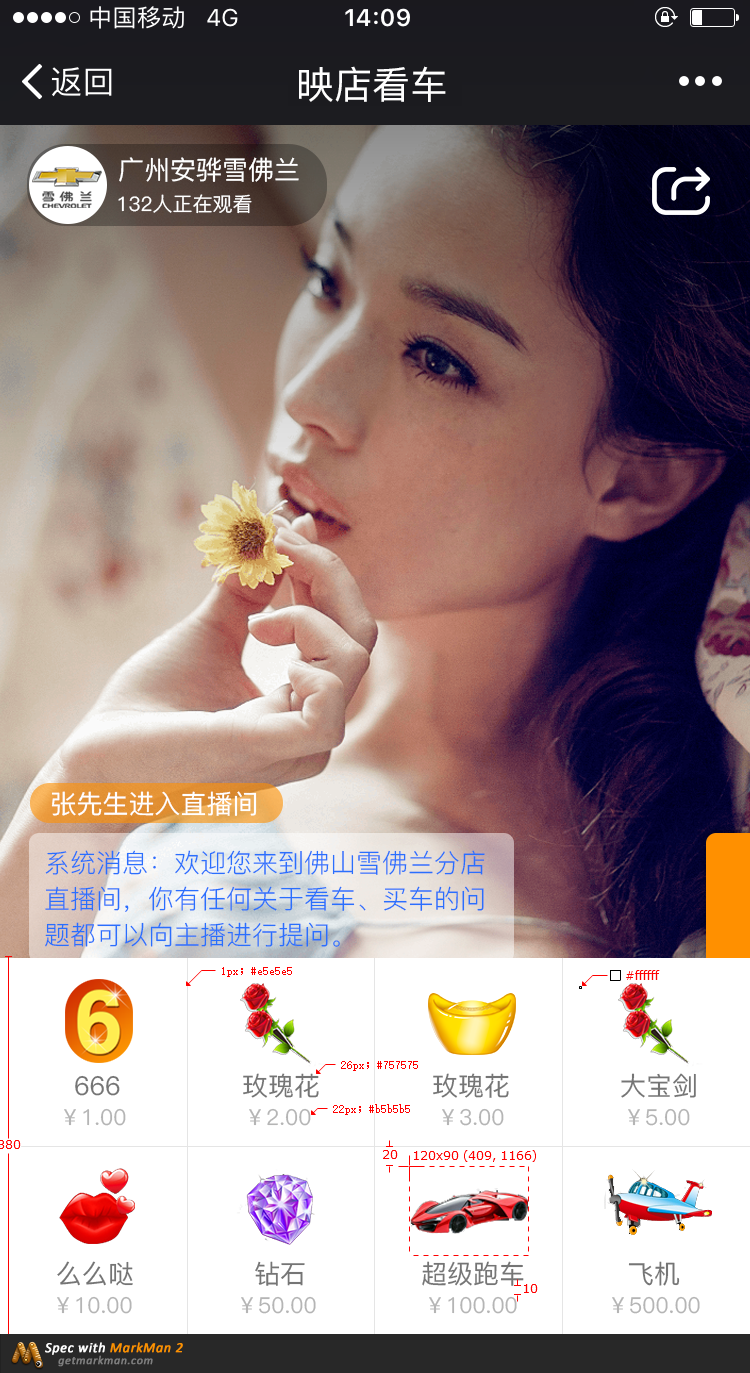 中国移动 4G 14:09
返回 映店看车
广州安骅雪佛兰
132人正在观看
雪佛兰
CHEVROLET
张先生进入直播间
系统消息：欢迎您来到佛山雪佛兰分店
直播间，你有任何关于看车、买车的问
题都可以向主播进行提问。
1px; #e5e5e5
#ffffff
6
26px; #757575
666 玫瑰花 玫瑰花 大宝剑
22px; #b5b5b5
¥1.00 ¥2.00 ¥3.00 ¥5.00
380
20 120x90 (409, 1166)
么么哒 钻石 超级跑车 飞机
10
¥10.00 ¥50.00 ¥100.00 ¥500.00
Spec with MarkMan 2
getmarkman.com